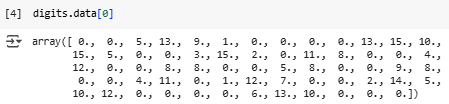 [4] digits.data[0]
array([ 0., 0., 5., 13., 9., 1., 0., 0., 0., 0., 13., 15., 10.,
15., 5., 0., 0., 3., 15., 2., 0., 11., 8., 0., 0., 4.,
12., 0., 0., 8., 8., 0., 0., 5., 8., 0., 0., 9., 8.,
0., 0., 4., 11., 0., 1., 12., 7., 0., 0., 2., 14., 5.,
10., 12., 0., 0., 0., 0., 6., 13., 10., 0., 0., 0.])